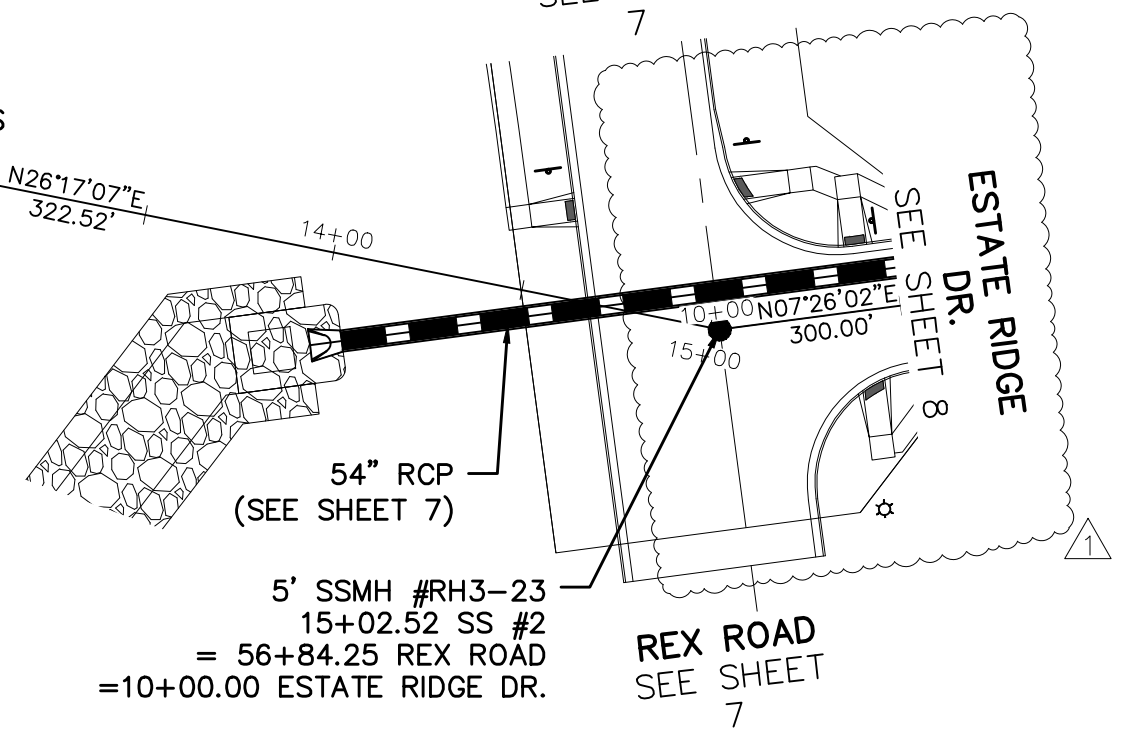 SEE
7
S
N26°17'07"E
322.52'
14+00
10+00
15+00
N07°26'02"E
300.00'
SEE SHEET 8
ESTATE RIDGE
DR.
54" RCP
(SEE SHEET 7)
5' SSMH #RH3-23
15+02.52 SS #2
= 56+84.25 REX ROAD
=10+00.00 ESTATE RIDGE DR.
REX ROAD
SEE SHEET
7
1